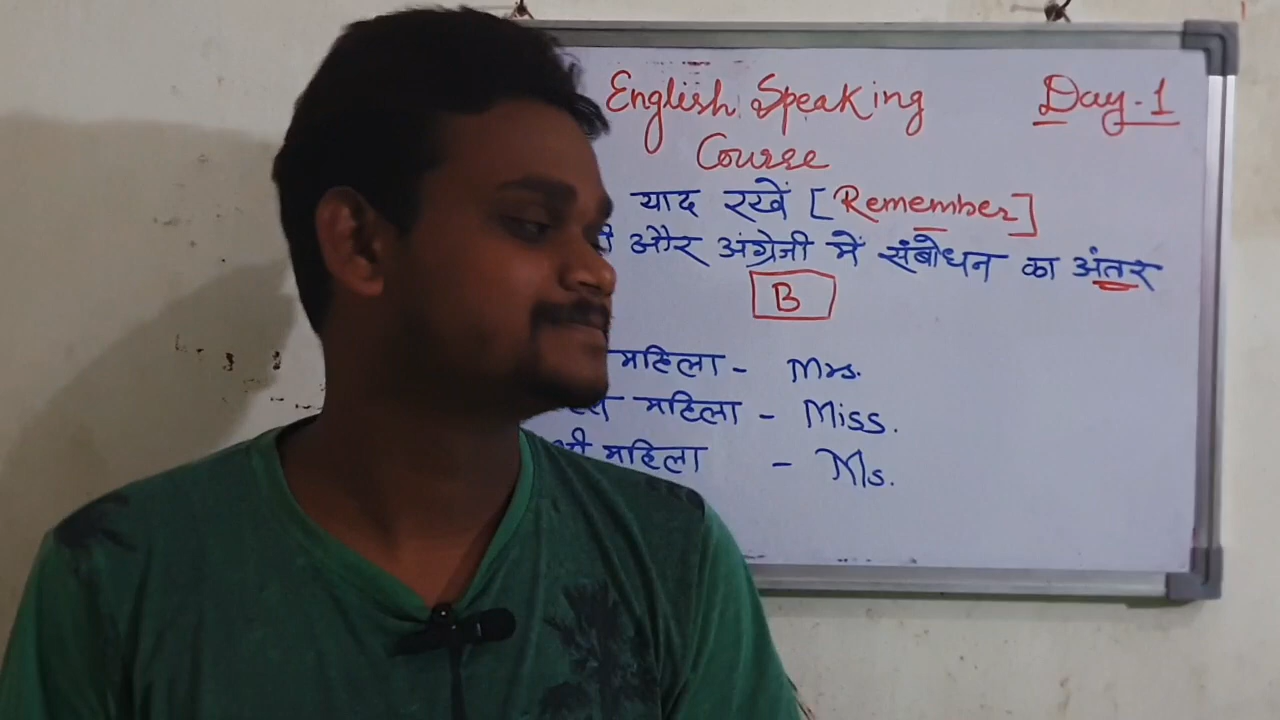 English Speaking Day-1
Course
याद रखें [Remember]
और अंग्रेजी में संबोधन का अंतर
B
महिला - Mrs.
महिला - Miss.
महिला - Ms.